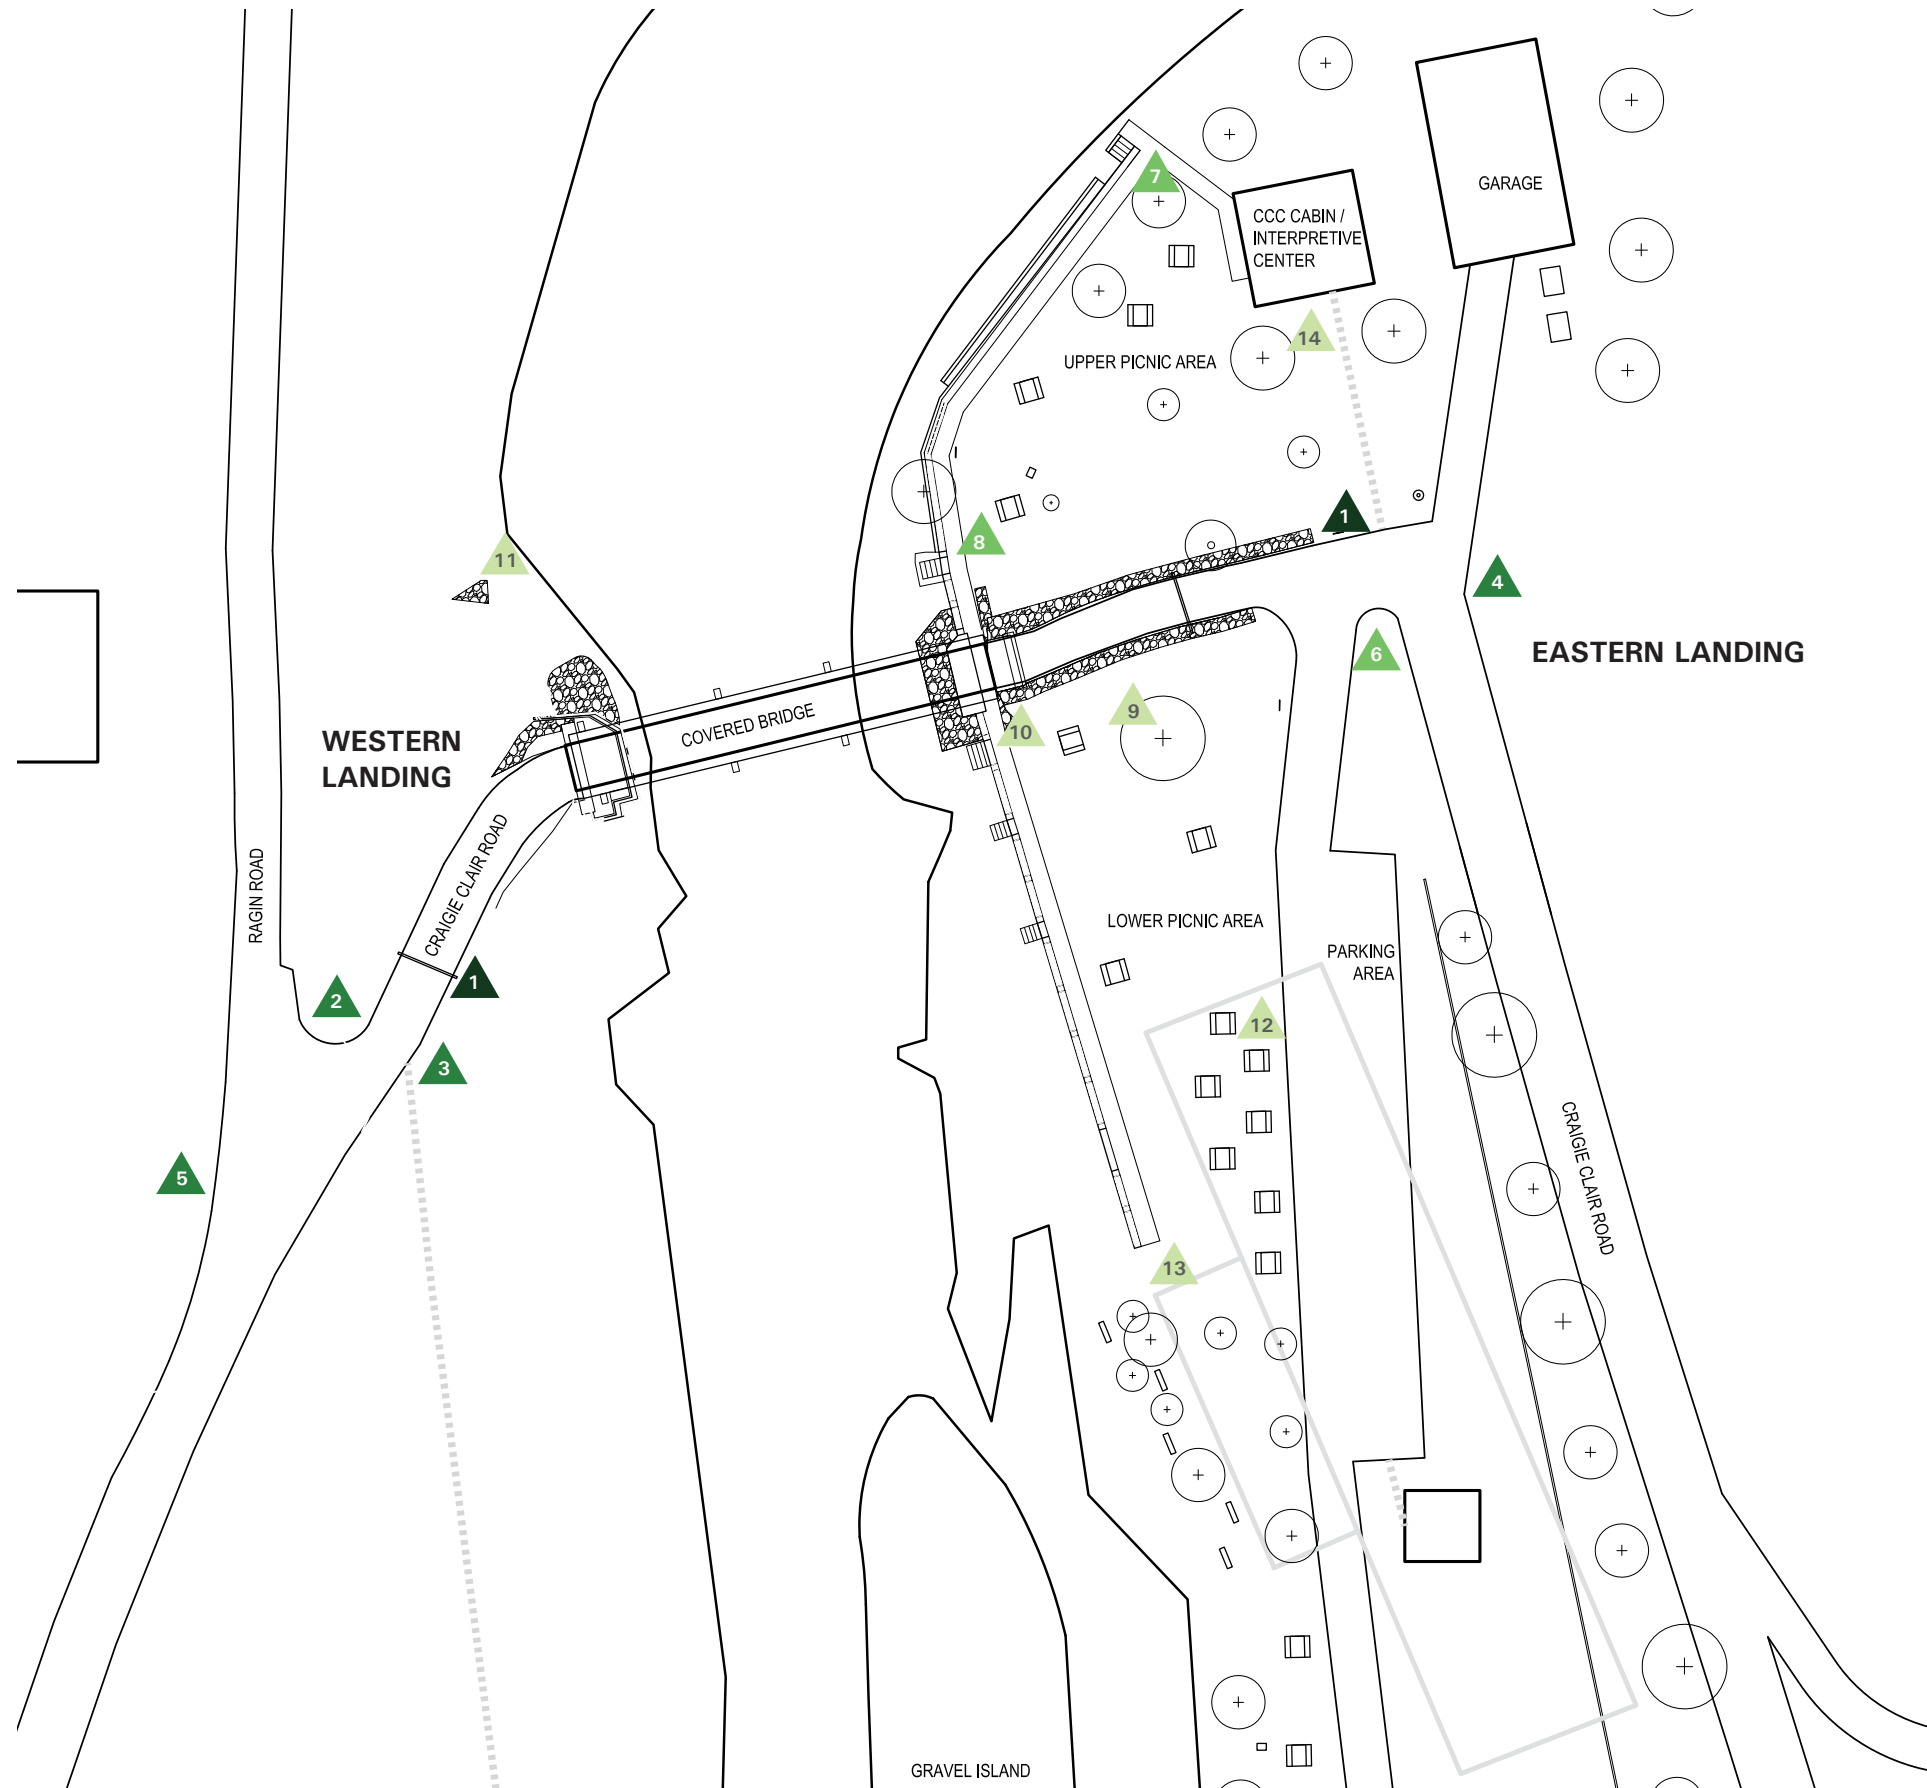 GARAGE
7
CCC CABIN /
INTERPRETIVE
CENTER
14
UPPER PICNIC AREA
1
8
11
4
6
EASTERN LANDING
9
10
COVERED BRIDGE
WESTERN
LANDING
CRAIGIE CLAIR ROAD
RAGIN ROAD
LOWER PICNIC AREA
PARKING
AREA
1
2
12
3
5
CRAIGIE CLAIR ROAD
13
GRAVEL ISLAND